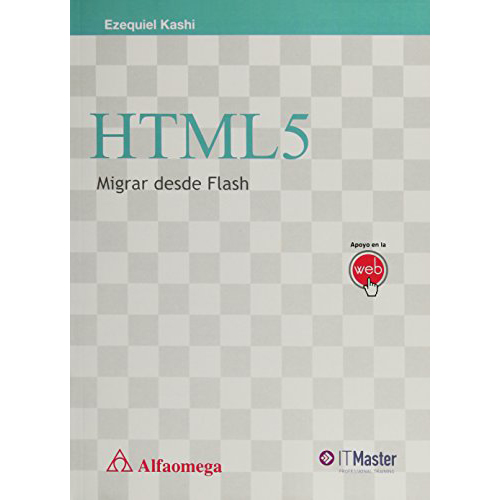 Ezequiel Kashi
HTML5
Migrar desde Flash
Apoyo en la
web
Alfaomega
ITMaster
PROFESSIONAL TRAINING